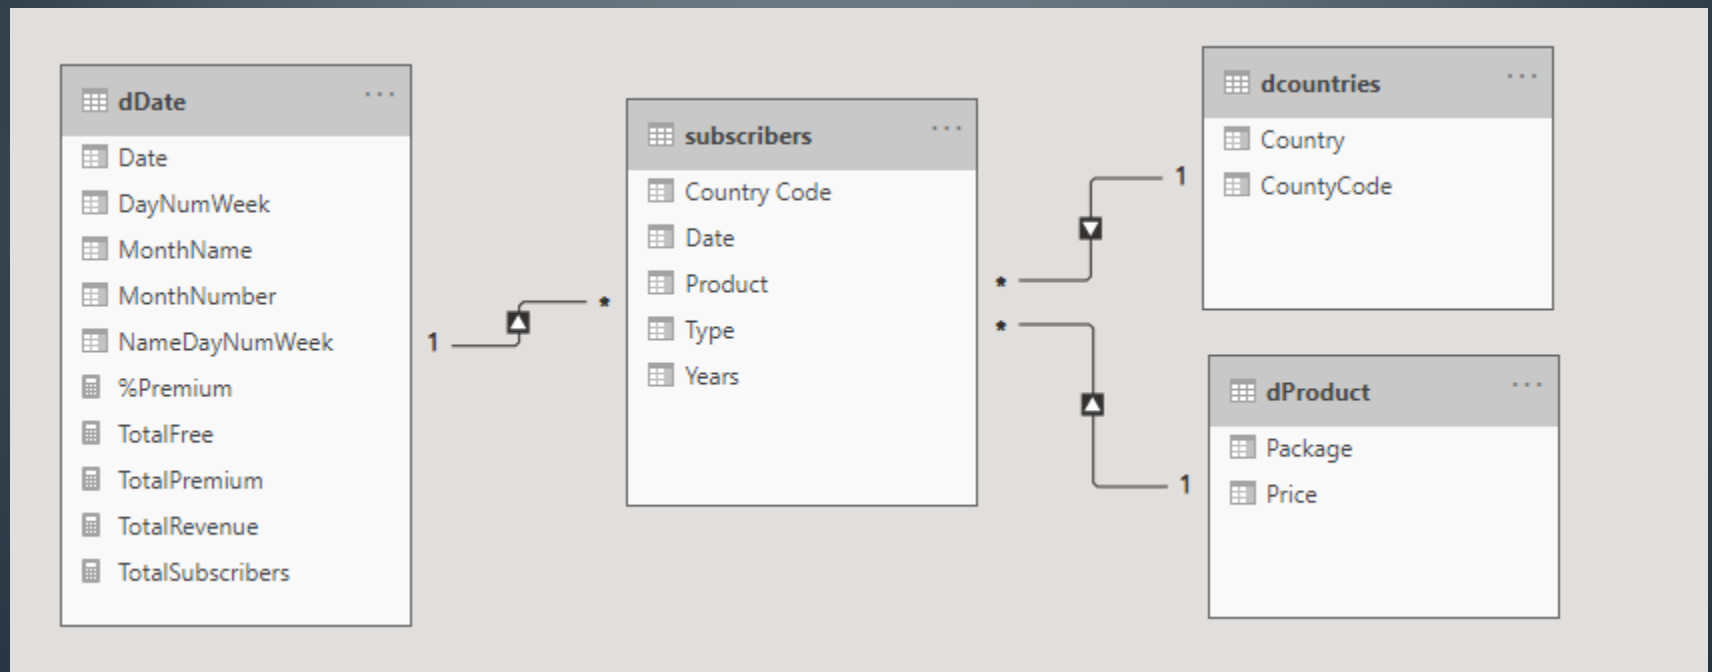 dDate ...
Date
DayNumWeek
MonthName
MonthNumber
NameDayNumWeek
%Premium
TotalFree
TotalPremium
TotalRevenue
TotalSubscribers
1
*
subscribers ...
Country Code
Date
Product
Type
Years
*
1
*
1
dcountries ...
Country
CountyCode
dProduct ...
Package
Price